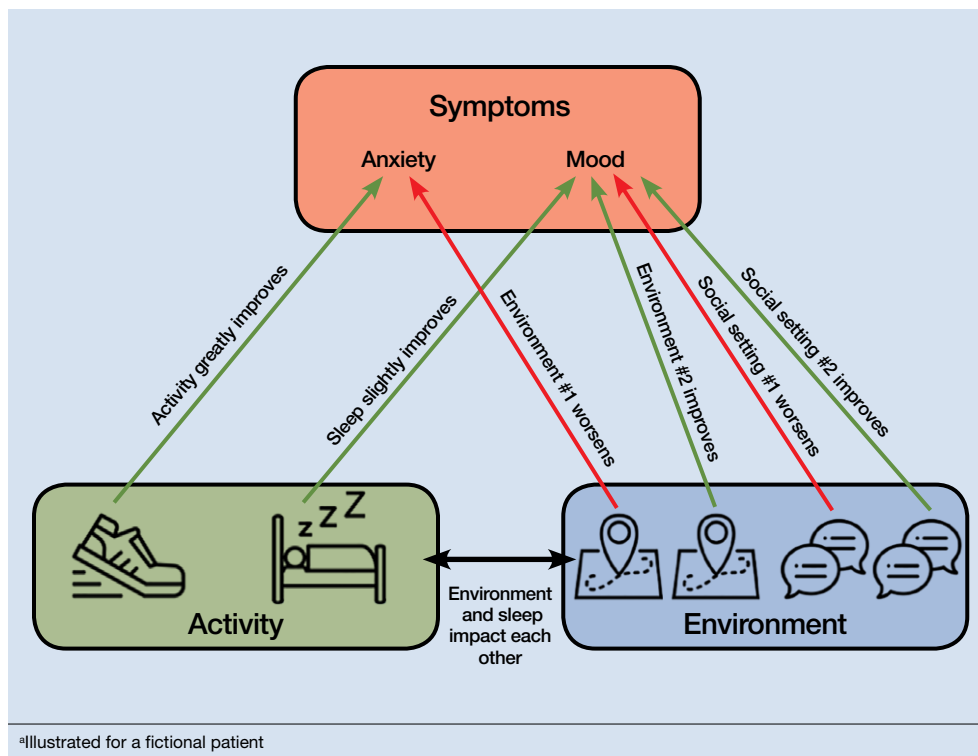 Symptoms
Anxiety
Mood
Activity greatly improves
Sleep slightly improves
Environment #1 worsens
Environment #2 improves
Social setting #1 worsens
Social setting #2 improves
z z Z
Activity
Environment
and sleep
impact each
other
Environment
aIllustrated for a fictional patient